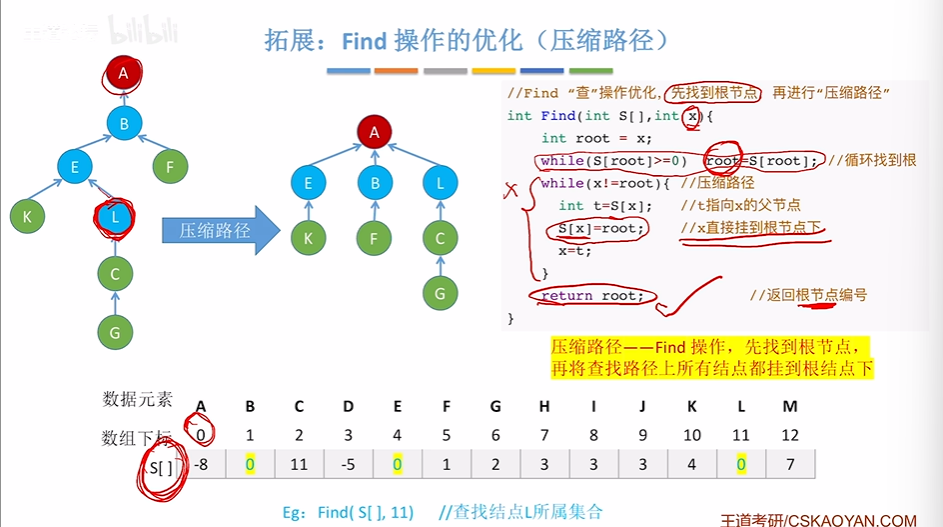 bilibili
拓展：Find 操作的优化（压缩路径）
A
B
E
F
K
L
C
G
压缩路径
A
E
B
L
K
F
C
G
//Find “查”操作优化，先找到根节点，再进行“压缩路径”
int Find(int S[],int x){
int root = x;
while(S[root]>=0) root=S[root]; //循环找到根
while(x!=root){ //压缩路径
int t=S[x]; //t指向x的父节点
S[x]=root; //x直接挂到根节点下
x=t;
}
return root; //返回根节点编号
}
压缩路径——Find 操作，先找到根节点，
再将查找路径上所有结点都挂到根结点下
数据元素 A B C D E F G H I J K L M
数组下标 0 1 2 3 4 5 6 7 8 9 10 11 12
S[ ] -8 0 11 -5 0 1 2 3 3 3 4 0 7
Eg：Find( S[ ], 11) //查找结点L所属集合
王道考研/CSKAOYAN.COM